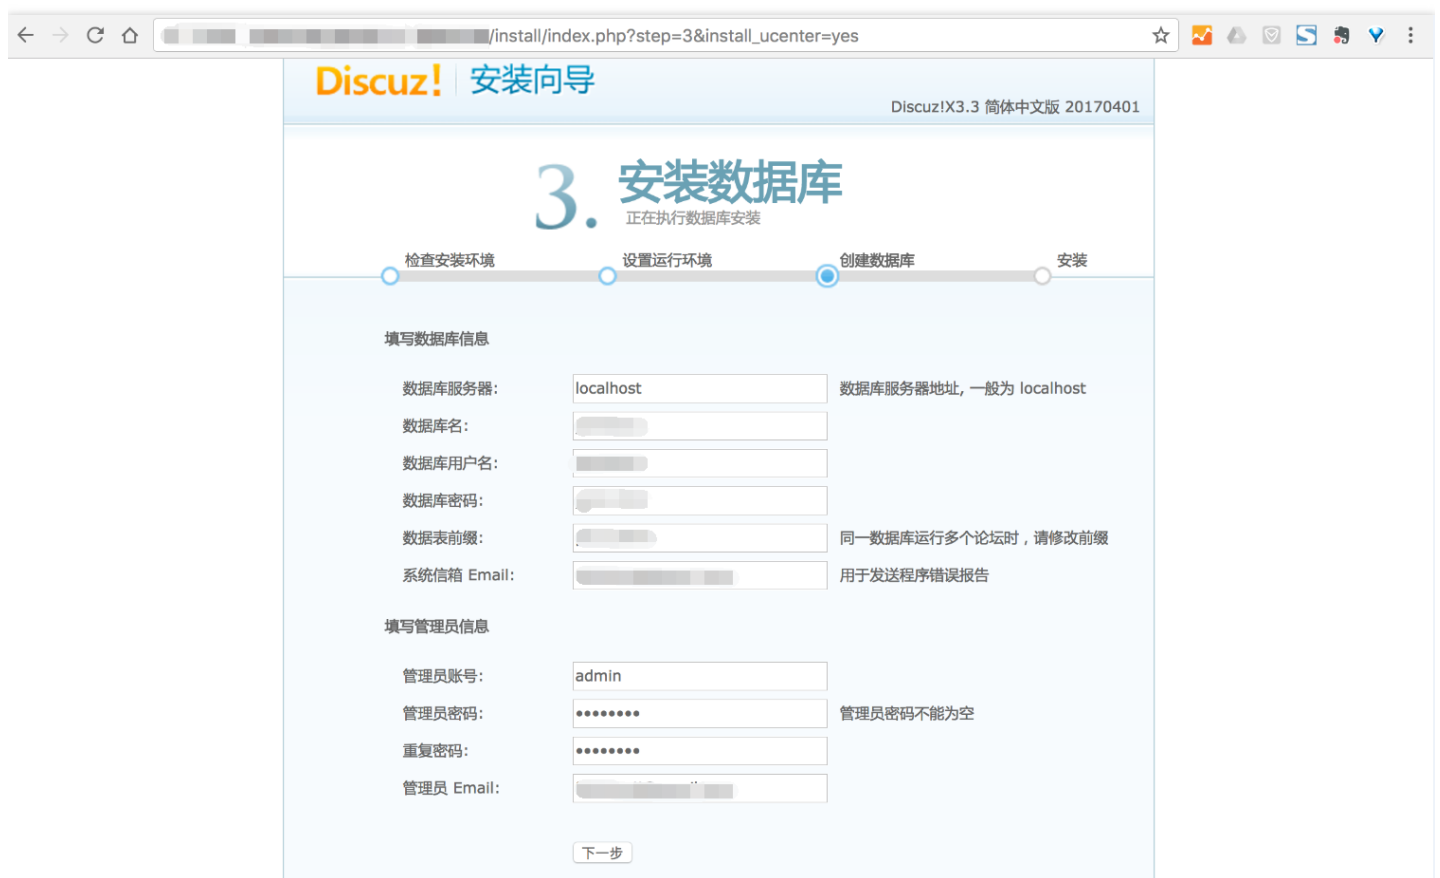 /install/index.php?step=3&install_ucenter=yes
Discuz! 安装向导
Discuz!X3.3 简体中文版 20170401
3. 安装数据库
正在执行数据库安装
检查安装环境 设置运行环境 创建数据库 安装
填写数据库信息
数据库服务器: localhost 数据库服务器地址, 一般为 localhost
数据库名:
数据库用户名:
数据库密码:
数据表前缀: 同一数据库运行多个论坛时，请修改前缀
系统信箱 Email: 用于发送程序错误报告
填写管理员信息
管理员账号: admin
管理员密码: •••••••• 管理员密码不能为空
重复密码: ••••••••
管理员 Email:
下一步